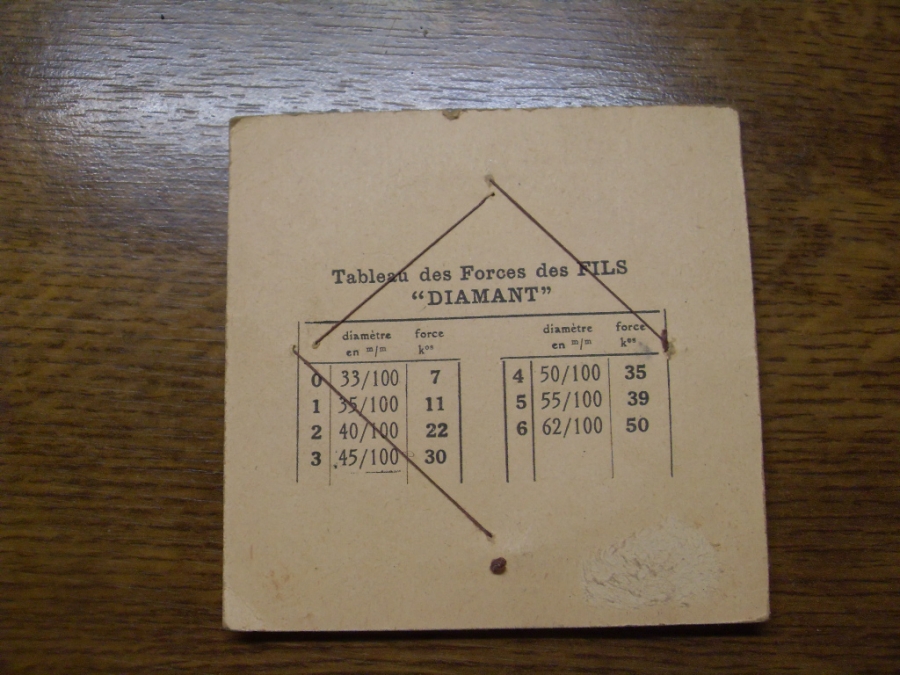 Tableau des Forces des FILS
“DIAMANT”
diamètre force diamètre force
en m/m kos en m/m kos
0 33/100 7 4 50/100 35
1 35/100 11 5 55/100 39
2 40/100 22 6 62/100 50
3 45/100 30